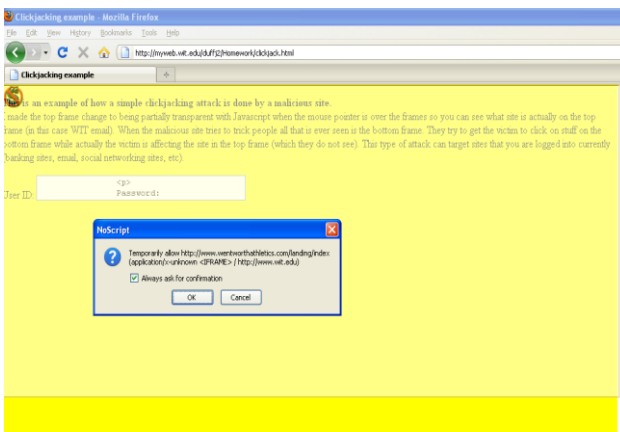 Clickjacking example - Mozilla Firefox
File Edit View History Bookmarks Tools Help
http://myweb.wit.edu/duffj2/Homework/clickjack.html
Clickjacking example
This is an example of how a simple clickjacking attack is done by a malicious site.
I made the top frame change to being partially transparent with Javascript when the mouse pointer is over the frames so you can see what site is actually on the top
frame (in this case WIT email). When the malicious site tries to trick people all that is ever seen is the bottom frame. They try to get the victim to click on stuff on the
bottom frame while actually the victim is affecting the site in the top frame (which they do not see). This type of attack can target sites that you are logged into currently
(banking sites, email, social networking sites, etc).
<p>
User ID: Password:
NoScript
Temporarily allow http://www.wentworthathletics.com/landing/index
(application/x-unknown <IFRAME> / http://www.wit.edu)
Always ask for confirmation
OK Cancel